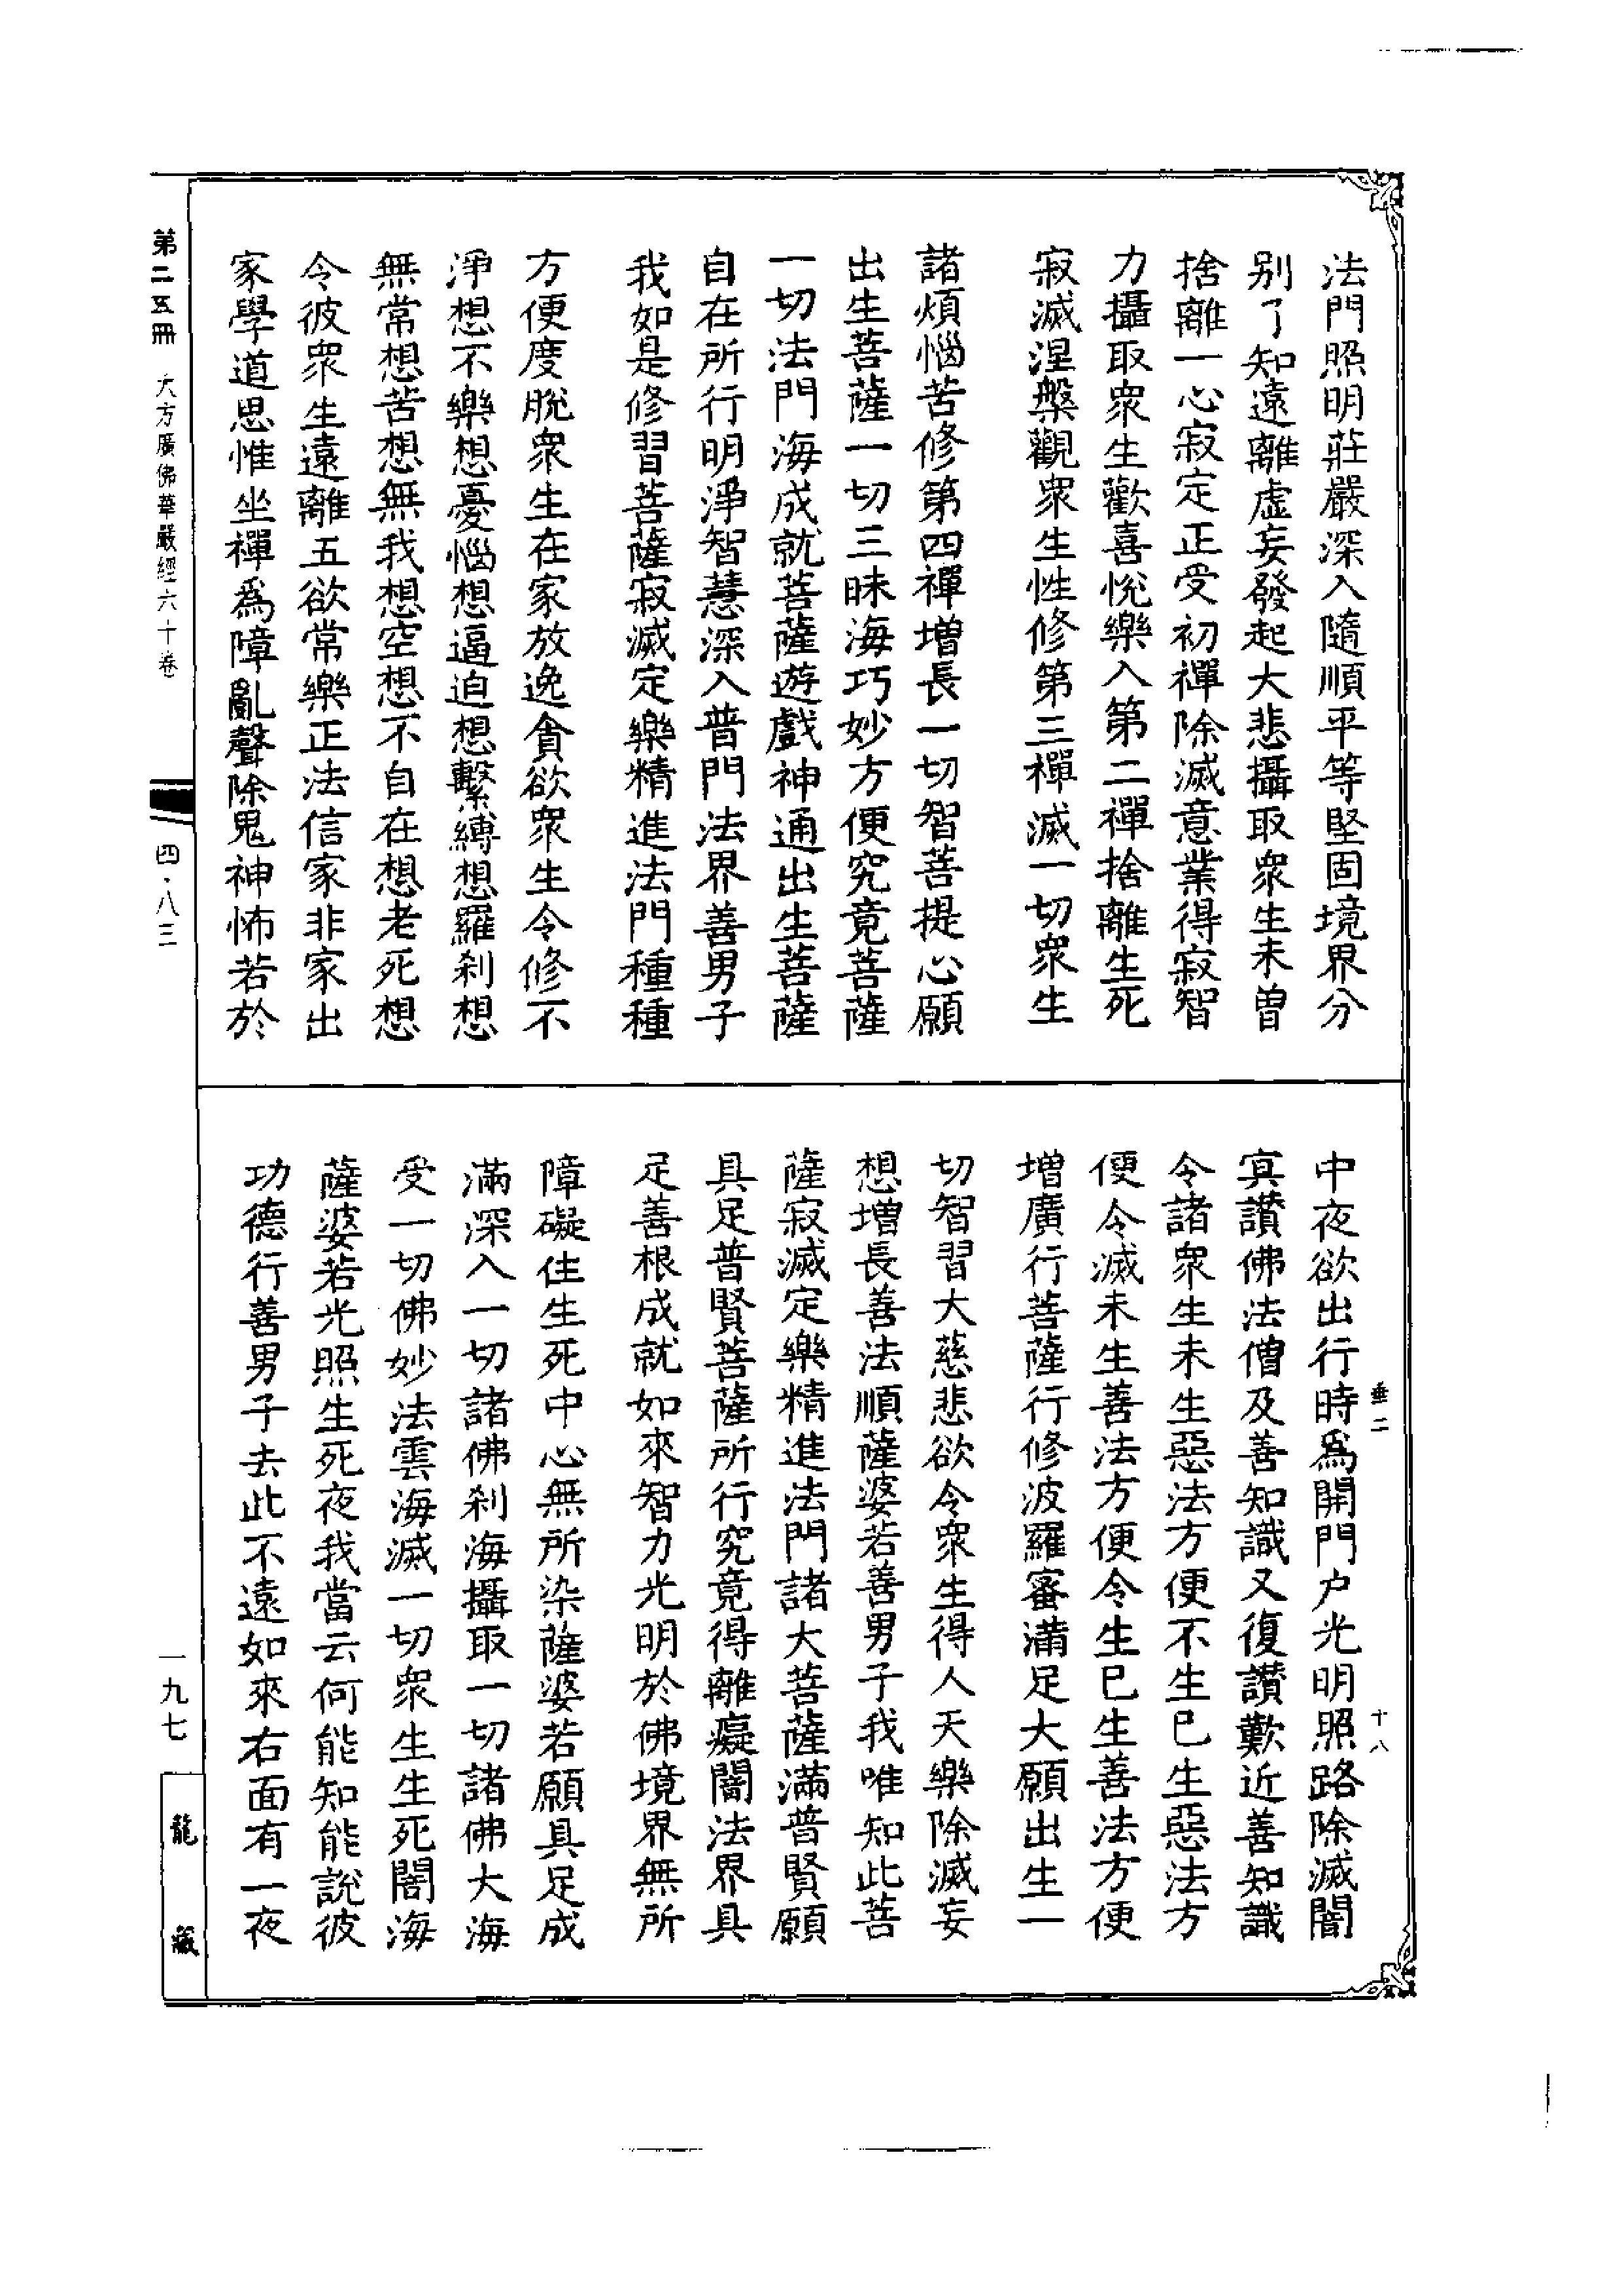 法門照明莊嚴深入隨順平等堅固境界分
别了知遠離虚妄發起大悲攝取衆生未曾
捨離一心寂定正受初禪除滅意業得寂智
力攝取衆生歡喜悅樂入第二禪捨離生死
寂滅涅槃觀衆生性修第三禪滅一切衆生
諸煩惱苦修第四禪增長一切智菩提心願
出生菩薩一切三昧海巧妙方便究竟菩薩
一切法門海成就菩薩遊戲神通出生菩薩
自在所行明淨智慧深入普門法界善男子
我如是修習菩薩寂滅定樂精進法門種種
方便度脫衆生在家放逸貪欲衆生令修不
淨想不樂想憂惱想逼迫想繫縛想羅刹想
無常想苦想無我想空想不自在想老死想
令彼衆生遠離五欲常樂正法信家非家出
家學道思惟坐禪爲障亂聲除鬼神怖若於
中夜欲出行時爲開門户光明照路除滅闇
㝠讃佛法僧及善知識又復讃歎近善知識
令諸衆生未生惡法方便不生巳生惡法方
便令滅未生善法方便令生巳生善法方便
增廣行菩薩行修波羅蜜滿足大願出生一
切智習大慈悲欲令衆生得人天樂除滅妄
想增長善法順薩婆若善男子我唯知此菩
薩寂滅定樂精進法門諸大菩薩滿普賢願
具足普賢菩薩所行究竟得離癡闇法界具
足善根成就如來智力光明於佛境界無所
障礙住生死中心無所染薩婆若願具足成
滿深入一切諸佛刹海攝取一切諸佛大海
受一切佛妙法雲海滅一切衆生生死闇海
薩婆若光照生死夜我當云何能知能說彼
功德行善男子去此不遠如來右面有一夜
垂二
十八
第二五冊 大方廣佛華嚴經六十卷
四·八三
一九七
龍藏